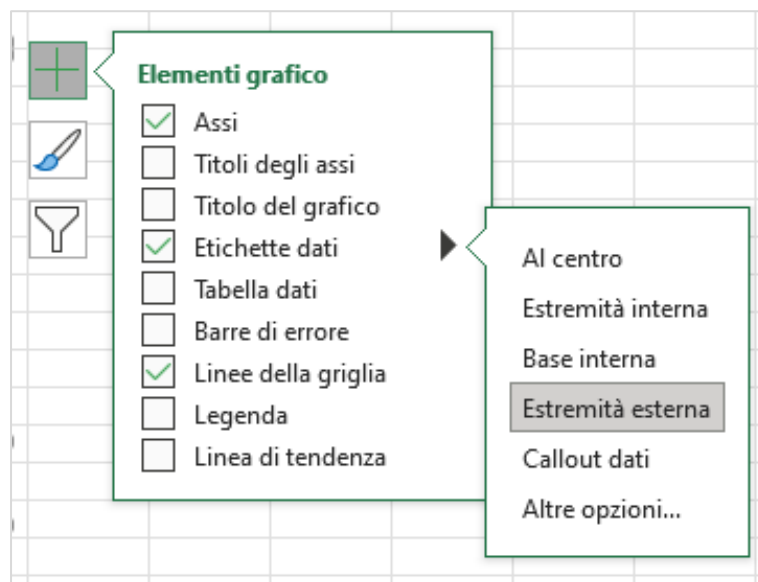 Elementi grafico
Assi
Titoli degli assi
Titolo del grafico
Etichette dati
Tabella dati
Barre di errore
Linee della griglia
Legenda
Linea di tendenza
Al centro
Estremità interna
Base interna
Estremità esterna
Callout dati
Altre opzioni...